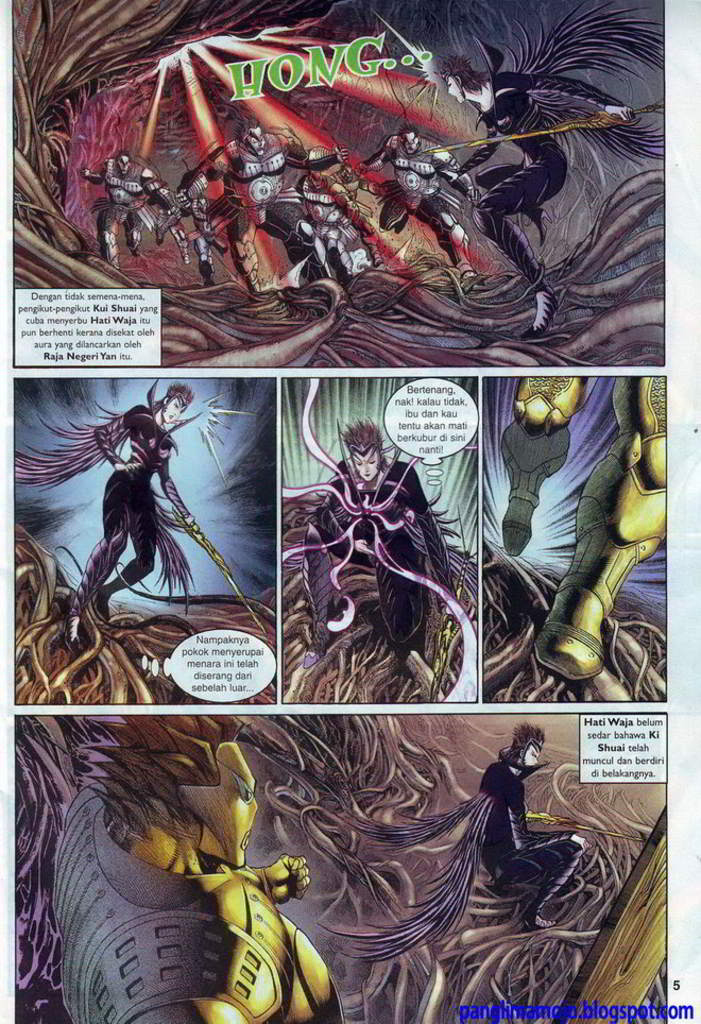 HONG...
Dengan tidak semena-mena,
pengikut-pengikut Kui Shuai yang
cuba menyerbu Hati Waja itu
pun berhenti kerana disekat oleh
aura yang dilancarkan oleh
Raja Negeri Yan itu.
Nampaknya
pokok menyerupai
menara ini telah
diserang dari
sebelah luar...
Bertenang,
nak! kalau tidak,
ibu dan kau
tentu akan mati
berkubur di sini
nanti!
Hati Waja belum
sedar bahawa Ki
Shuai telah
muncul dan berdiri
di belakangnya.
5
panglimamoto.blogspot.com